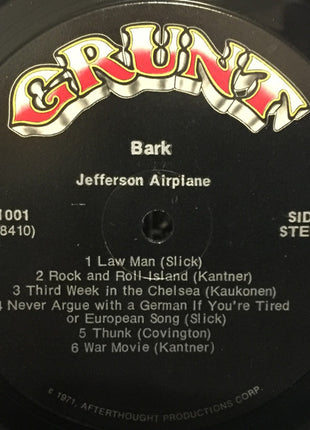 GRUNT
Bark
Jefferson Airplane
1001
SID
8410)
STE
1 Law Man (Slick)
2 Rock and Roll Island (Kantner)
3 Third Week in the Chelsea (Kaukonen)
4 Never Argue with a German If You're Tired
or European Song (Slick)
5 Thunk (Covington)
6 War Movie (Kantner)
c 1971, AFTERTHOUGHT PRODUCTIONS CORP.